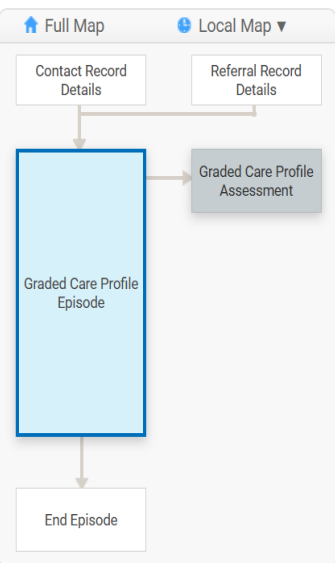 Full Map
Local Map ▼
Contact Record
Details
Referral Record
Details
Graded Care Profile
Assessment
Graded Care Profile
Episode
End Episode